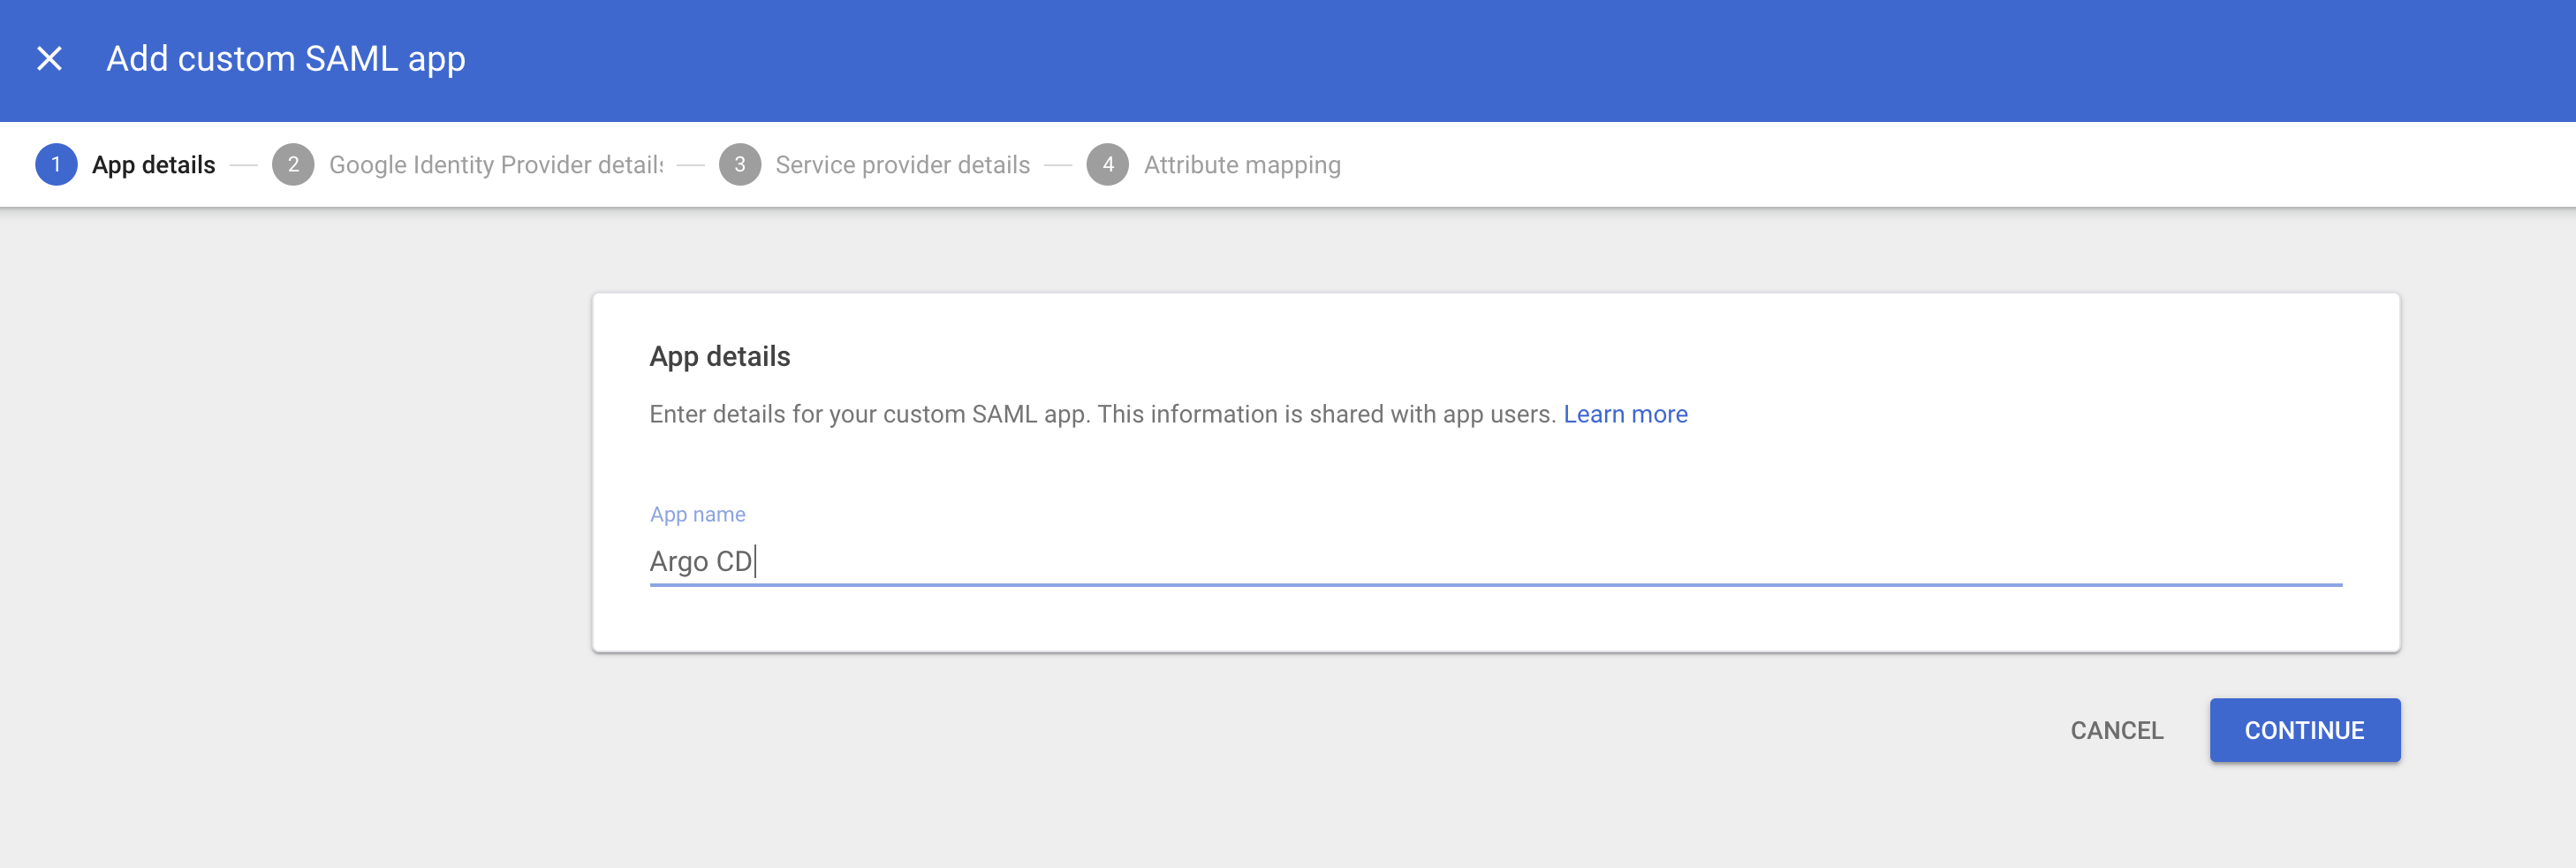 Add custom SAML app
1 App details 2 Google Identity Provider details 3 Service provider details 4 Attribute mapping
App details
Enter details for your custom SAML app. This information is shared with app users. Learn more
App name
Argo CD
CANCEL CONTINUE